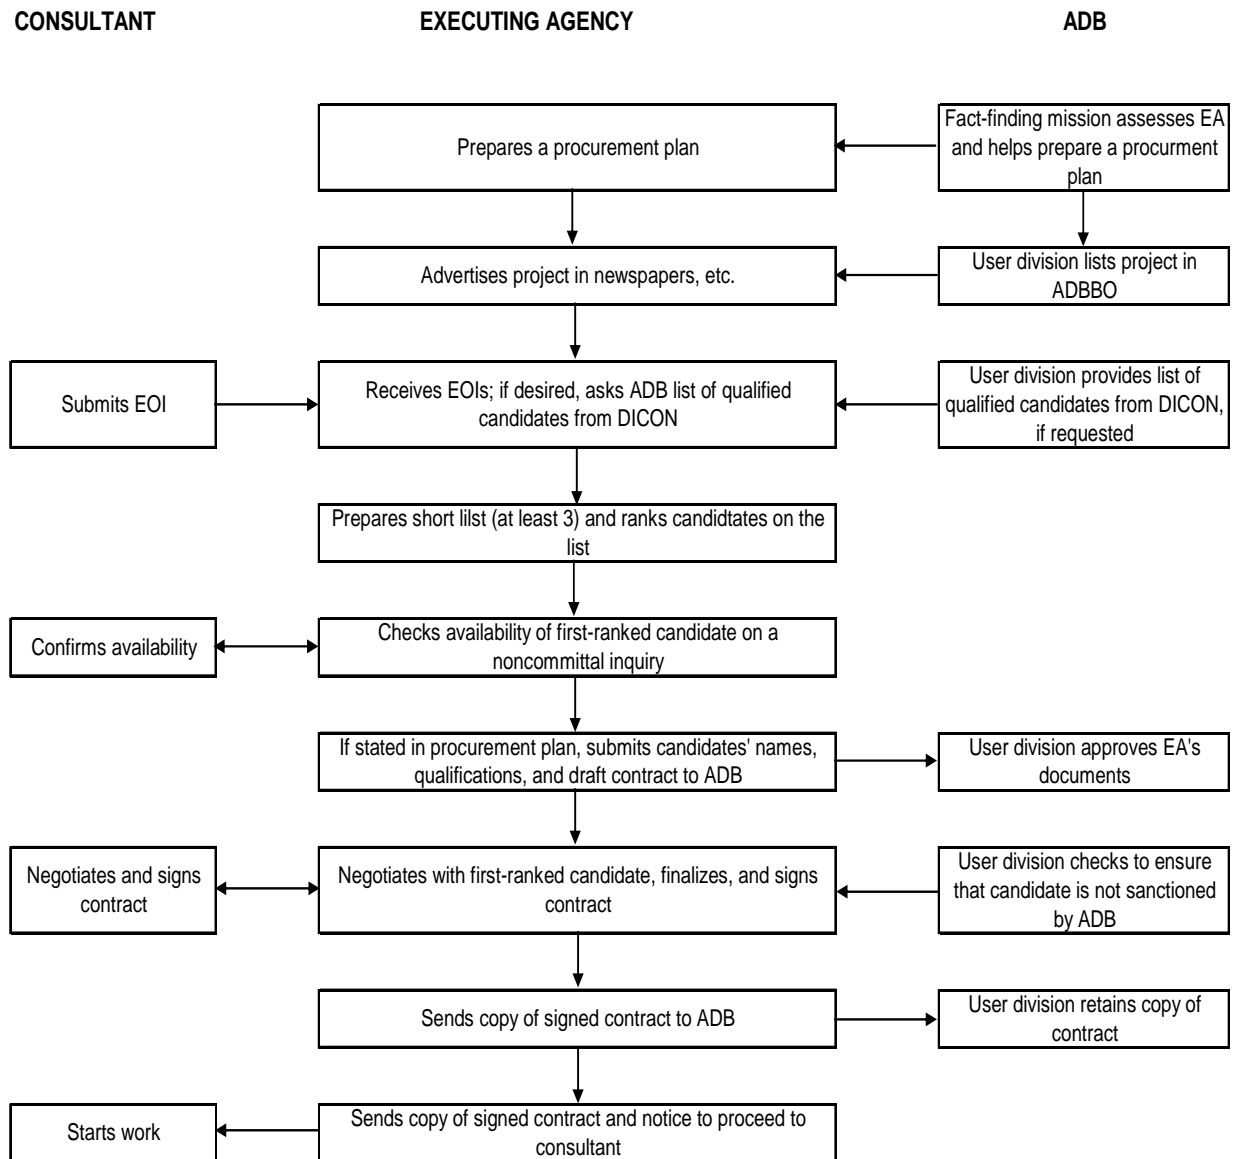 CONSULTANT
EXECUTING AGENCY
ADB
Prepares a procurement plan
Fact-finding mission assesses EA
and helps prepare a procurment
plan
Advertises project in newspapers, etc.
User division lists project in
ADBBO
Submits EOI
Receives EOIs; if desired, asks ADB list of qualified
candidates from DICON
User division provides list of
qualified candidates from DICON,
if requested
Prepares short lilst (at least 3) and ranks candidtates on the
list
Confirms availability
Checks availability of first-ranked candidate on a
noncommittal inquiry
If stated in procurement plan, submits candidates' names,
qualifications, and draft contract to ADB
User division approves EA's
documents
Negotiates and signs
contract
Negotiates with first-ranked candidate, finalizes, and signs
contract
User division checks to ensure
that candidate is not sanctioned
by ADB
Sends copy of signed contract to ADB
User division retains copy of
contract
Starts work
Sends copy of signed contract and notice to proceed to
consultant